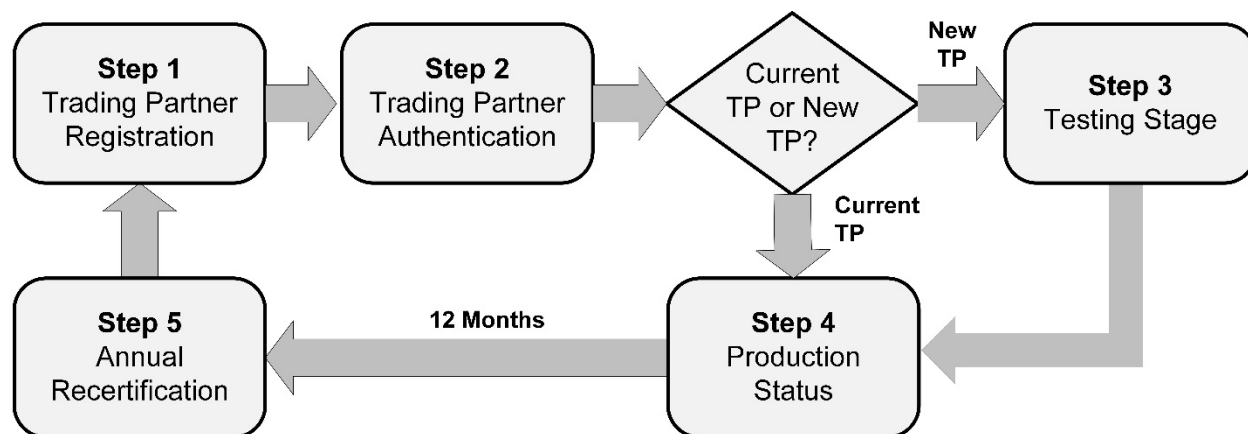 Step 1
Trading Partner
Registration
Step 2
Trading Partner
Authentication
Current
TP or New
TP?
New
TP
Step 3
Testing Stage
Current
TP
Step 4
Production
Status
12 Months
Step 5
Annual
Recertification